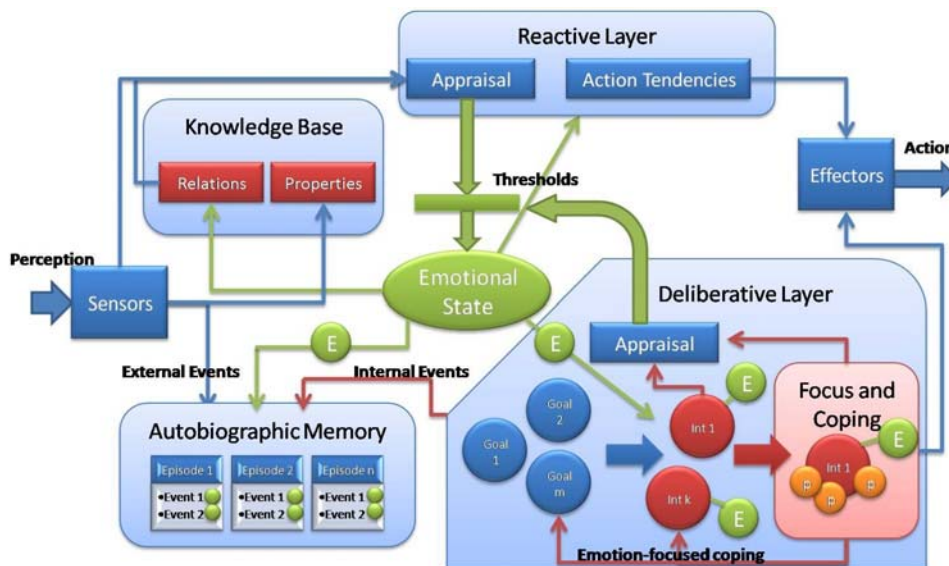 Reactive Layer
Appraisal
Action Tendencies
Knowledge Base
Relations
Properties
Thresholds
Effectors
Action
Perception
Sensors
Emotional
State
Deliberative Layer
Appraisal
E
E
External Events
Internal Events
E
Focus and
Coping
Autobiographic Memory
Goal
2
Goal
1
Goal
m
Int 1
Int 1
E
Int k
E
Episode 1
Episode 2
Episode n
•Event 1
•Event 2
•Event 1
•Event 2
•Event 1
•Event 2
Emotion-focused coping